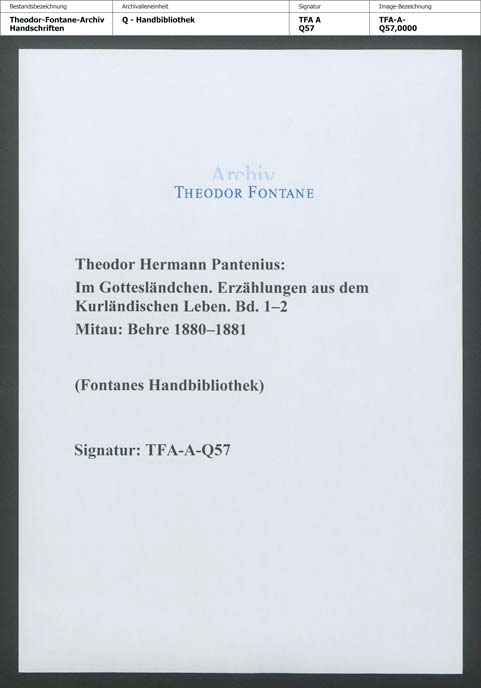 Bestandsbezeichnung Archivalieneinheit Signatur Image-Bezeichnung
Theodor-Fontane-Archiv Q - Handbibliothek TFA A TFA-A-
Handschriften Q57 Q57,0000
Archiv
THEODOR FONTANE
Theodor Hermann Pantenius:
Im Gottesländchen. Erzählungen aus dem
Kurländischen Leben. Bd. 1–2
Mitau: Behre 1880–1881
(Fontanes Handbibliothek)
Signatur: TFA-A-Q57